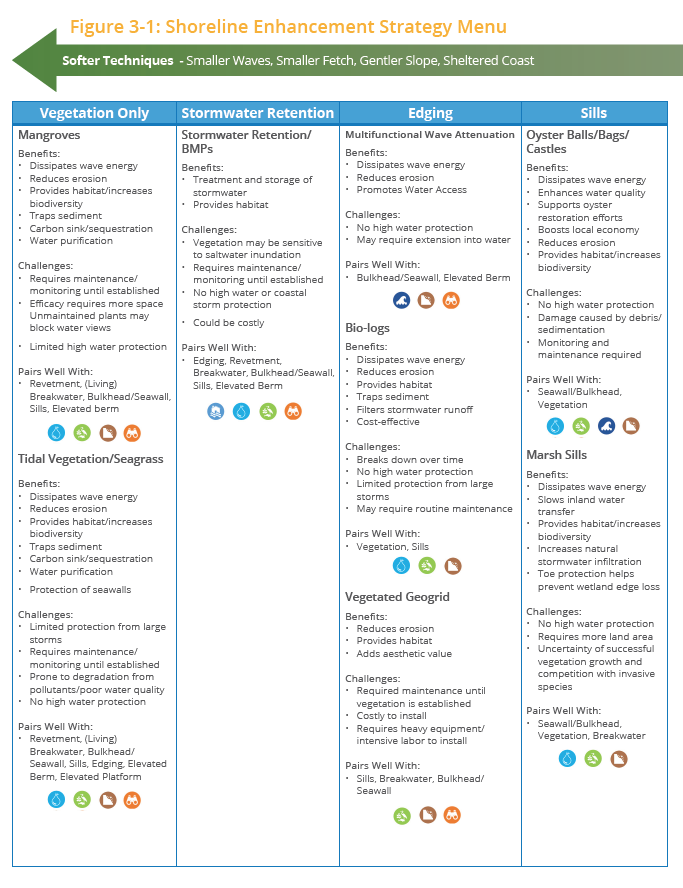 Figure 3-1: Shoreline Enhancement Strategy Menu
Softer Techniques - Smaller Waves, Smaller Fetch, Gentler Slope, Sheltered Coast
Vegetation Only
Mangroves
Benefits:
• Dissipates wave energy
• Reduces erosion
• Provides habitat/increases
biodiversity
• Traps sediment
• Carbon sink/sequestration
• Water purification
Challenges:
• Requires maintenance/
monitoring until established
• Efficacy requires more space
Unmaintained plants may
block water views
• Limited high water protection
Pairs Well With:
• Revetment, (Living)
Breakwater, Bulkhead/Seawall,
Sills, Elevated berm
Tidal Vegetation/Seagrass
Benefits:
• Dissipates wave energy
• Reduces erosion
• Provides habitat/increases
biodiversity
• Traps sediment
• Carbon sink/sequestration
• Water purification
• Protection of seawalls
Challenges:
• Limited protection from large
storms
• Requires maintenance/
monitoring until established
• Prone to degradation from
pollutants/poor water quality
• No high water protection
Pairs Well With:
• Revetment, (Living)
Breakwater, Bulkhead/
Seawall, Sills, Edging, Elevated
Berm, Elevated Platform
Stormwater Retention
Stormwater Retention/
BMPs
Benefits:
• Treatment and storage of
stormwater
• Provides habitat
Challenges:
• Vegetation may be sensitive
to saltwater inundation
• Requires maintenance/
monitoring until established
• No high water or coastal
storm protection
• Could be costly
Pairs Well With:
• Edging, Revetment,
Breakwater, Bulkhead/Seawall,
Sills, Elevated Berm
Edging
Multifunctional Wave Attenuation
Benefits:
• Dissipates wave energy
• Reduces erosion
• Promotes Water Access
Challenges:
• No high water protection
• May require extension into water
Pairs Well With:
• Bulkhead/Seawall, Elevated Berm
Bio-logs
Benefits:
• Dissipates wave energy
• Reduces erosion
• Provides habitat
• Traps sediment
• Filters stormwater runoff
• Cost-effective
Challenges:
• Breaks down over time
• No high water protection
• Limited protection from large
storms
• May require routine maintenance
Pairs Well With:
• Vegetation, Sills
Vegetated Geogrid
Benefits:
• Reduces erosion
• Provides habitat
• Adds aesthetic value
Challenges:
• Required maintenance until
vegetation is established
• Costly to install
• Requires heavy equipment/
intensive labor to install
Pairs Well With:
• Sills, Breakwater, Bulkhead/
Seawall
Sills
Oyster Balls/Bags/
Castles
Benefits:
• Dissipates wave energy
• Enhances water quality
• Supports oyster
restoration efforts
• Boosts local economy
• Reduces erosion
• Provides habitat/increases
biodiversity
Challenges:
• No high water protection
• Damage caused by debris/
sedimentation
• Monitoring and
maintenance required
Pairs Well With:
• Seawall/Bulkhead,
Vegetation
Marsh Sills
Benefits:
• Dissipates wave energy
• Slows inland water
transfer
• Provides habitat/increases
biodiversity
• Increases natural
stormwater infiltration
• Toe protection helps
prevent wetland edge loss
Challenges:
• No high water protection
• Requires more land area
• Uncertainty of successful
vegetation growth and
competition with invasive
species
Pairs Well With:
• Seawall/Bulkhead,
Vegetation, Breakwater